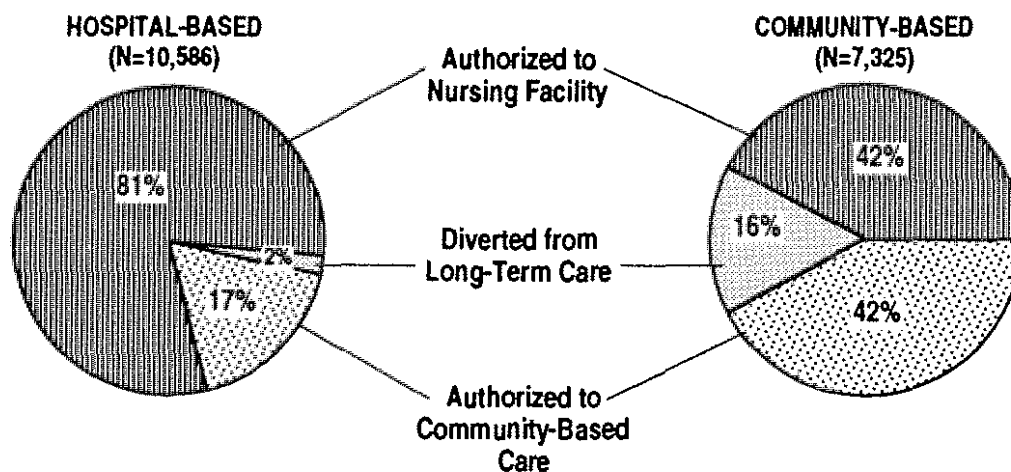 HOSPITAL-BASED
(N=10,586)
81%
2%
17%
Authorized to
Nursing Facility
Diverted from
Long-Term Care
Authorized to
Community-Based
Care
COMMUNITY-BASED
(N=7,325)
42%
16%
42%